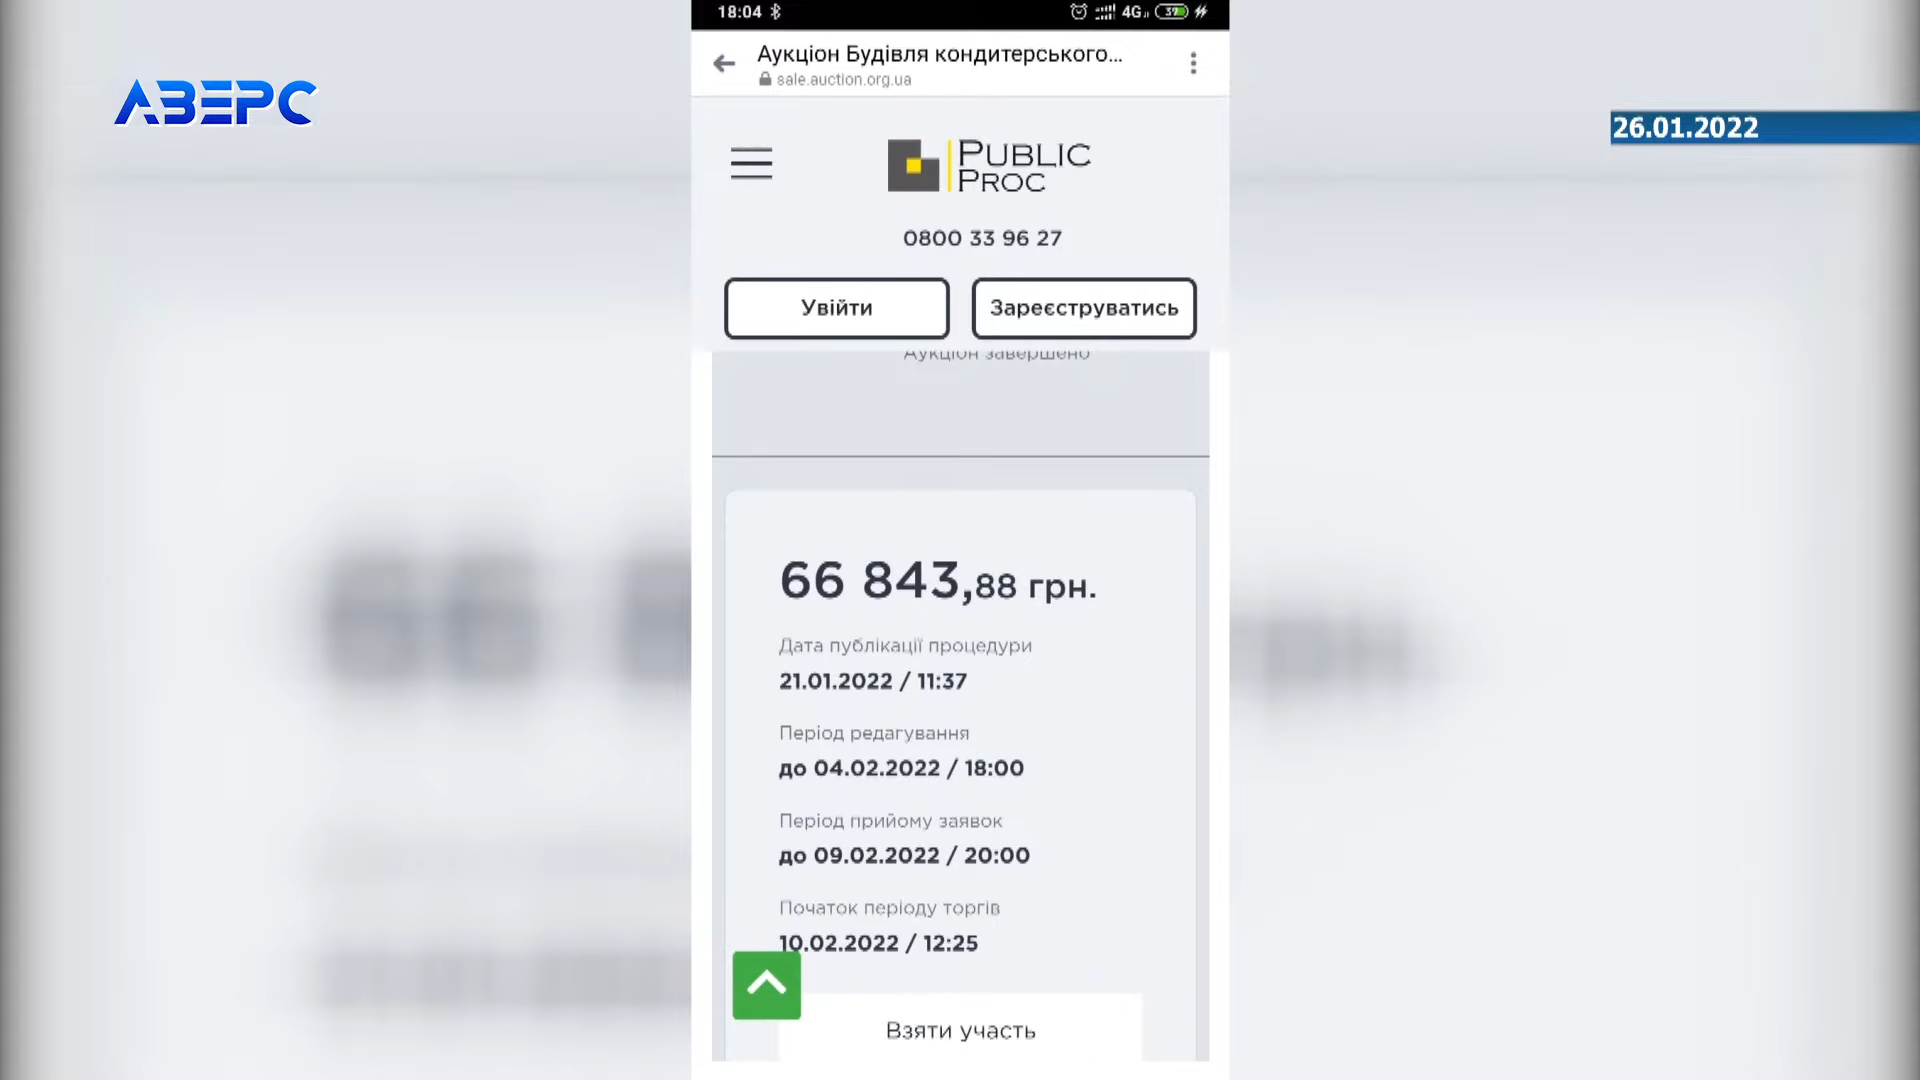 18:04
4G
37
Аукціон Будівля кондитерського...
sale.auction.org.ua
АВЕРС
26.01.2022
PUBLIC
PROC
0800 33 96 27
Увійти
Зареєструватись
Аукціон завершено
66 843,88 грн.
Дата публікації процедури
21.01.2022 / 11:37
Період редагування
до 04.02.2022 / 18:00
Період прийому заявок
до 09.02.2022 / 20:00
Початок періоду торгів
10.02.2022 / 12:25
Взяти участь